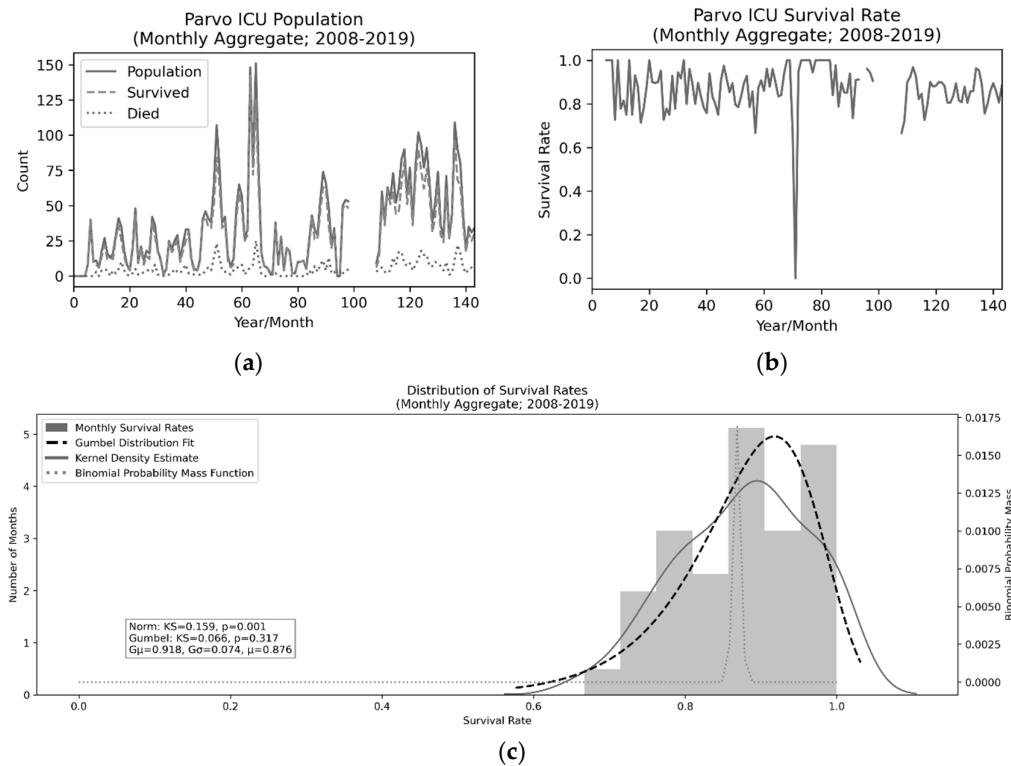 Parvo ICU Population
(Monthly Aggregate; 2008-2019)
150
125
100
75
50
25
0
Count
Population
Survived
Died
0 20 40 60 80 100 120 140
Year/Month
(a)
Parvo ICU Survival Rate
(Monthly Aggregate; 2008-2019)
1.0
0.8
0.6
0.4
0.2
0.0
Survival Rate
0 20 40 60 80 100 120 140
Year/Month
(b)
Distribution of Survival Rates
(Monthly Aggregate; 2008-2019)
5
4
3
2
1
0
Number of Months
Monthly Survival Rates
Gumbel Distribution Fit
Kernel Density Estimate
Binomial Probability Mass Function
Norm: KS=0.159, p=0.001
Gumbel: KS=0.066, p=0.317
Gμ=0.918, Gσ=0.074, μ=0.876
0.0175
0.0150
0.0125
0.0100
0.0075
0.0050
0.0025
0.0000
Binomial Probability Mass
0.0 0.2 0.4 0.6 0.8 1.0
Survival Rate
(c)